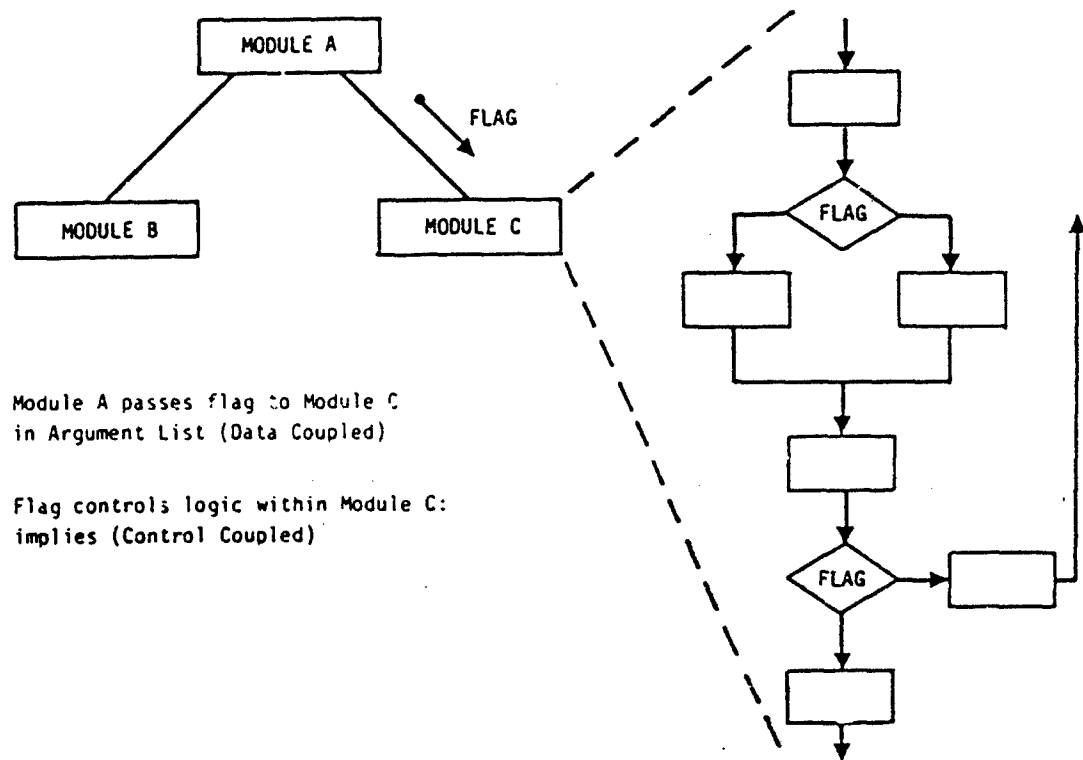 MODULE A
FLAG
MODULE B
MODULE C
FLAG
Module A passes flag to Module C
in Argument List (Data Coupled)
Flag controls logic within Module C:
implies (Control Coupled)
FLAG